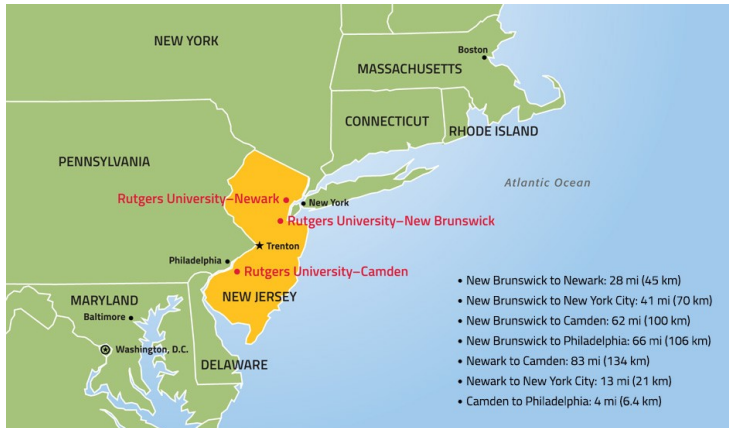 NEW YORK
Boston
MASSACHUSETTS
CONNECTICUT
RHODE ISLAND
PENNSYLVANIA
Atlantic Ocean
Rutgers University–Newark
New York
Rutgers University–New Brunswick
Trenton
Philadelphia
Rutgers University–Camden
NEW JERSEY
MARYLAND
Baltimore
Washington, D.C.
DELAWARE
• New Brunswick to Newark: 28 mi (45 km)
• New Brunswick to New York City: 41 mi (70 km)
• New Brunswick to Camden: 62 mi (100 km)
• New Brunswick to Philadelphia: 66 mi (106 km)
• Newark to Camden: 83 mi (134 km)
• Newark to New York City: 13 mi (21 km)
• Camden to Philadelphia: 4 mi (6.4 km)